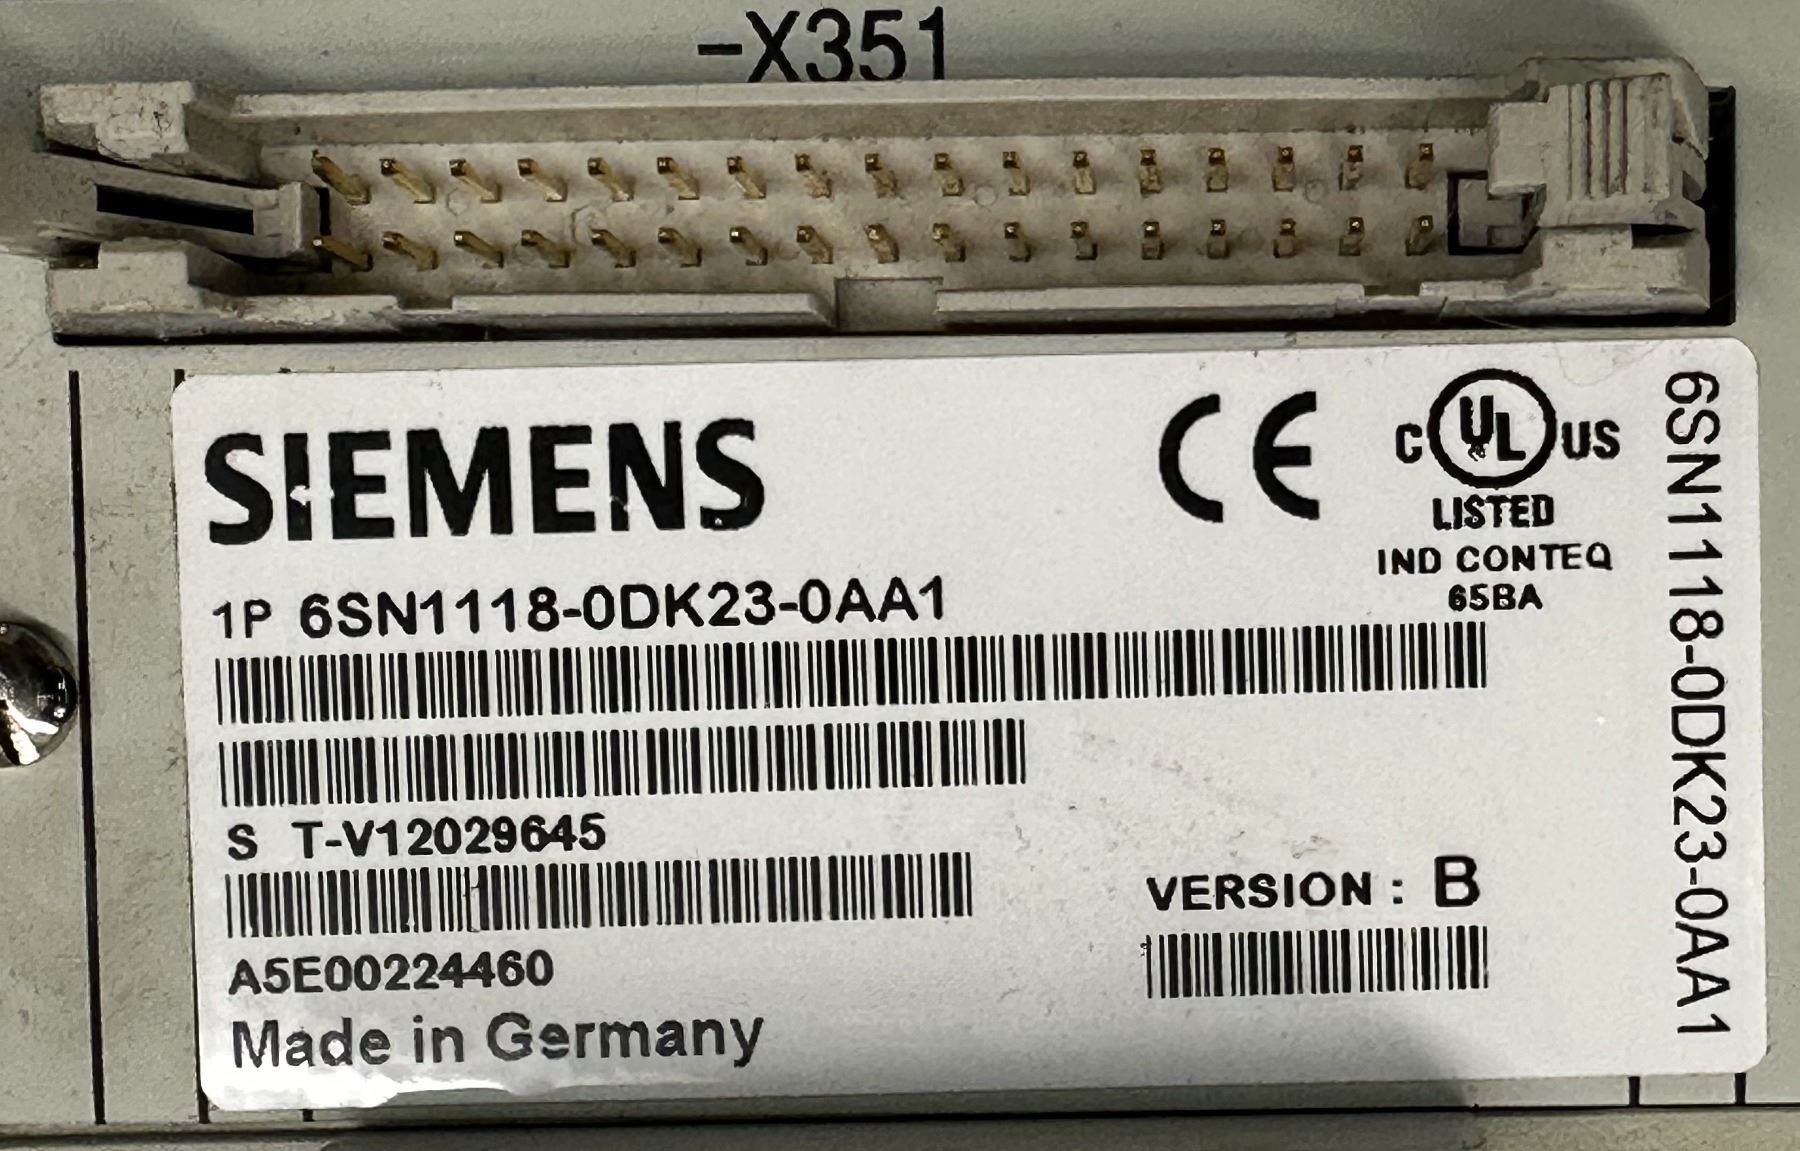 -X351
SIEMENS
CE
C UL US
LISTED
IND CONTEQ
65BA
1P 6SN1118-0DK23-0AA1
S T-V12029645
VERSION : B
A5E00224460
Made in Germany
6SN1118-0DK23-0AA1